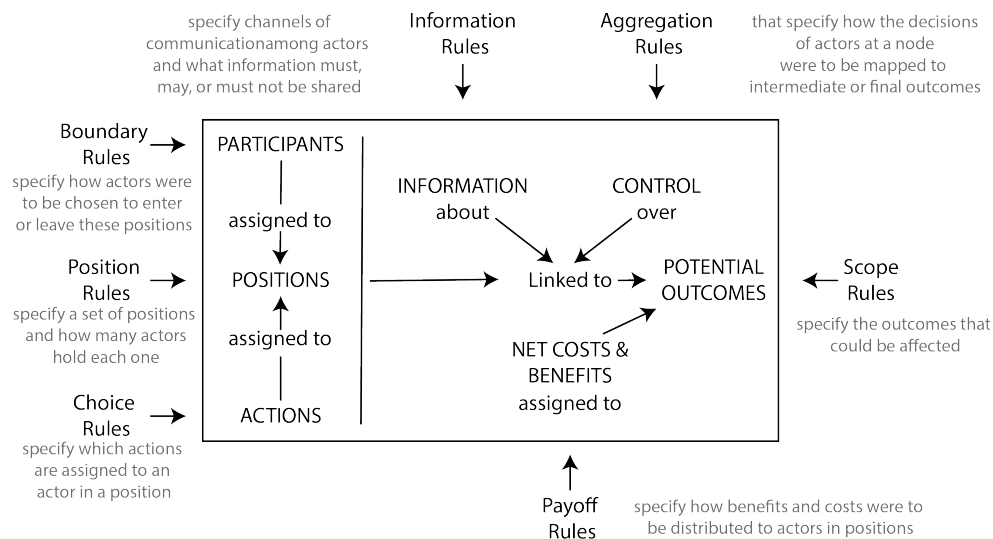 specify channels of
communicationamong actors
and what information must,
may, or must not be shared
Information
Rules
Aggregation
Rules
that specify how the decisions
of actors at a node
were to be mapped to
intermediate or final outcomes
Boundary
Rules
specify how actors were
to be chosen to enter
or leave these positions
Position
Rules
specify a set of positions
and how many actors
hold each one
Choice
Rules
specify which actions
are assigned to an
actor in a position
PARTICIPANTS
assigned to
POSITIONS
assigned to
ACTIONS
INFORMATION
about
CONTROL
over
Linked to
POTENTIAL
OUTCOMES
NET COSTS &
BENEFITS
assigned to
Scope
Rules
specify the outcomes that
could be affected
Payoff
Rules
specify how benefits and costs were to
be distributed to actors in positions